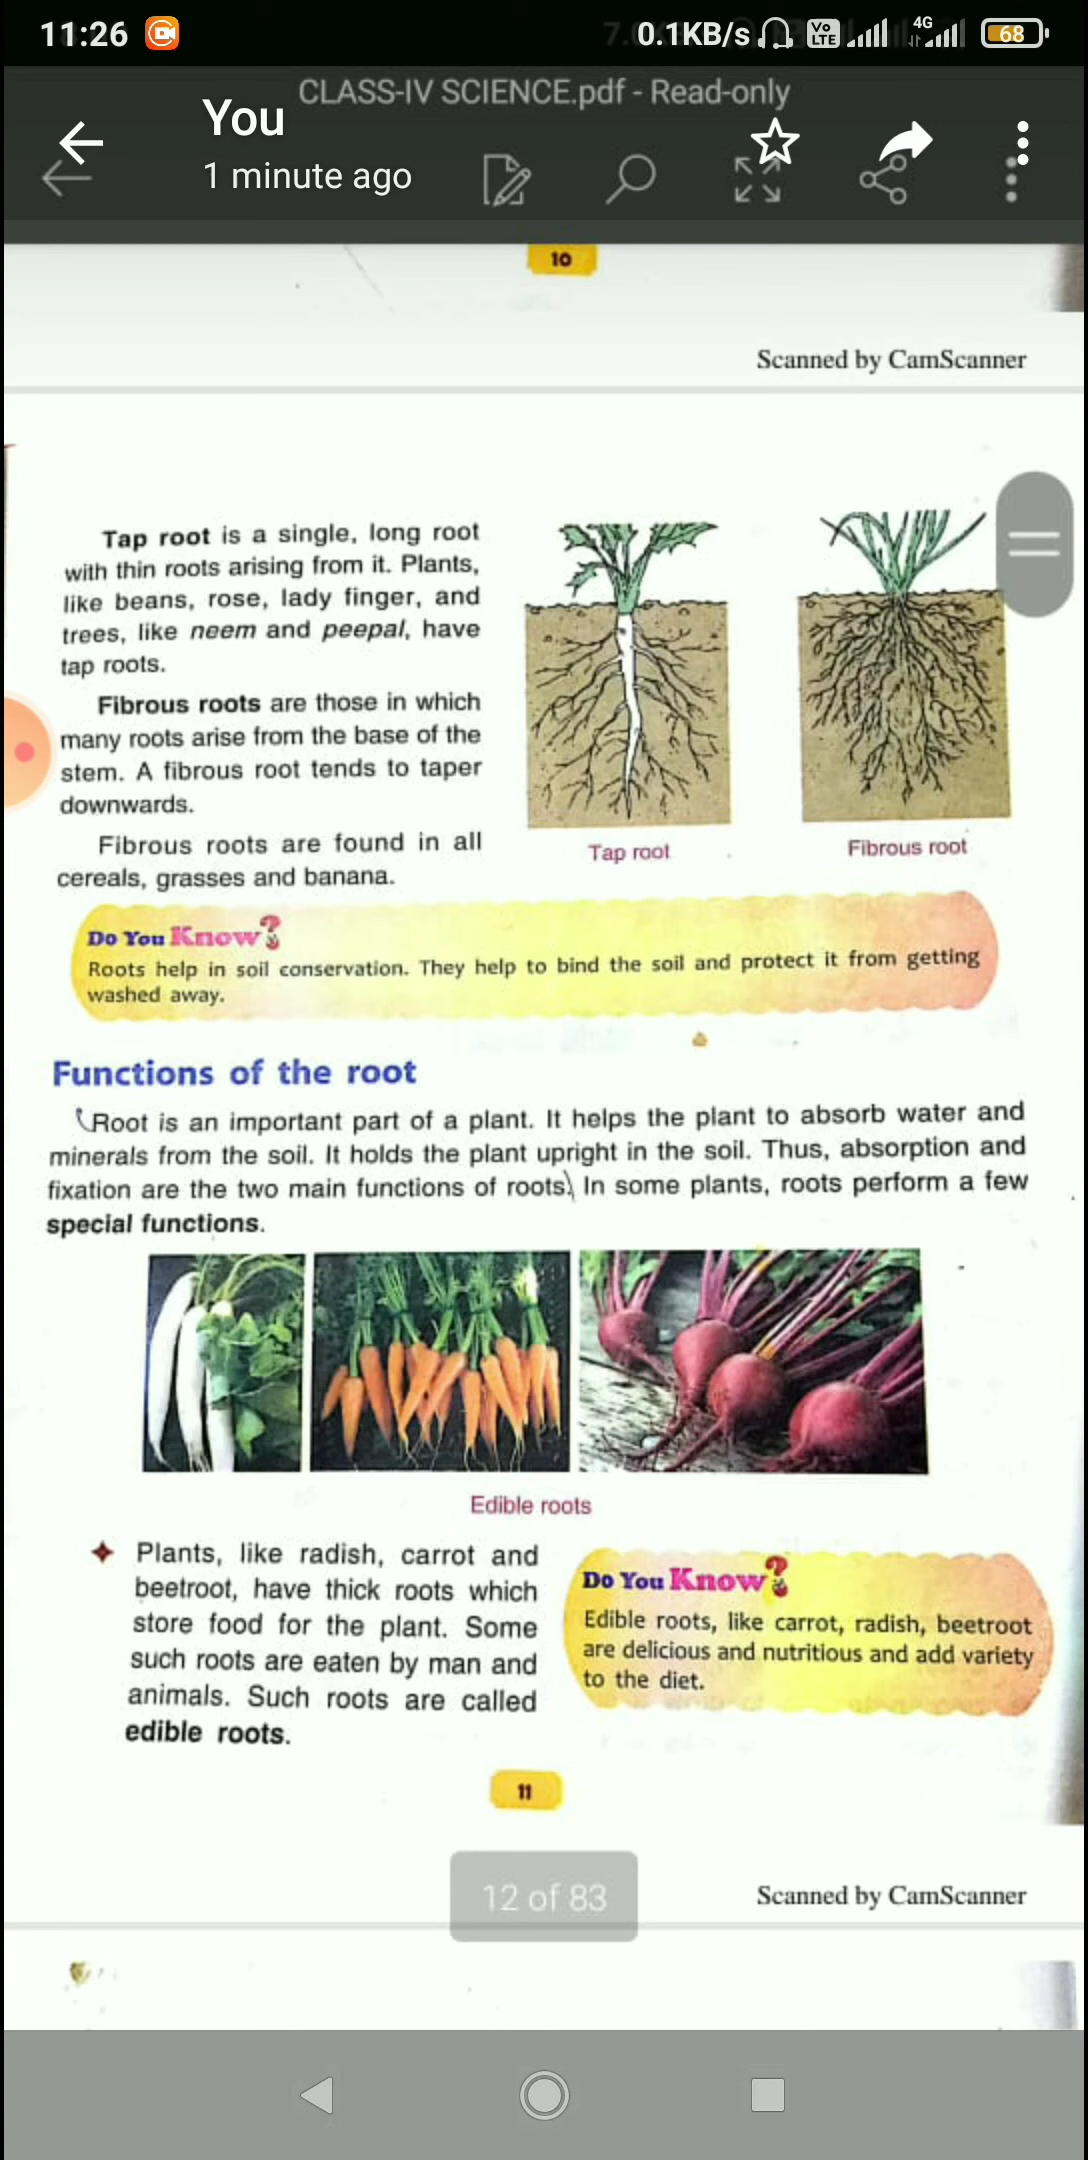 11:26
0.1KB/s
Vo LTE
4G
68
CLASS-IV SCIENCE.pdf - Read-only
You
1 minute ago
10
Scanned by CamScanner
Tap root is a single, long root
with thin roots arising from it. Plants,
like beans, rose, lady finger, and
trees, like neem and peepal, have
tap roots.
Fibrous roots are those in which
many roots arise from the base of the
stem. A fibrous root tends to taper
downwards.
Fibrous roots are found in all
cereals, grasses and banana.
Tap root
Fibrous root
Do You Know?
Roots help in soil conservation. They help to bind the soil and protect it from getting
washed away.
Functions of the root
Root is an important part of a plant. It helps the plant to absorb water and
minerals from the soil. It holds the plant upright in the soil. Thus, absorption and
fixation are the two main functions of roots. In some plants, roots perform a few
special functions.
Edible roots
Plants, like radish, carrot and
beetroot, have thick roots which
store food for the plant. Some
such roots are eaten by man and
animals. Such roots are called
edible roots.
Do You Know?
Edible roots, like carrot, radish, beetroot
are delicious and nutritious and add variety
to the diet.
11
12 of 83
Scanned by CamScanner